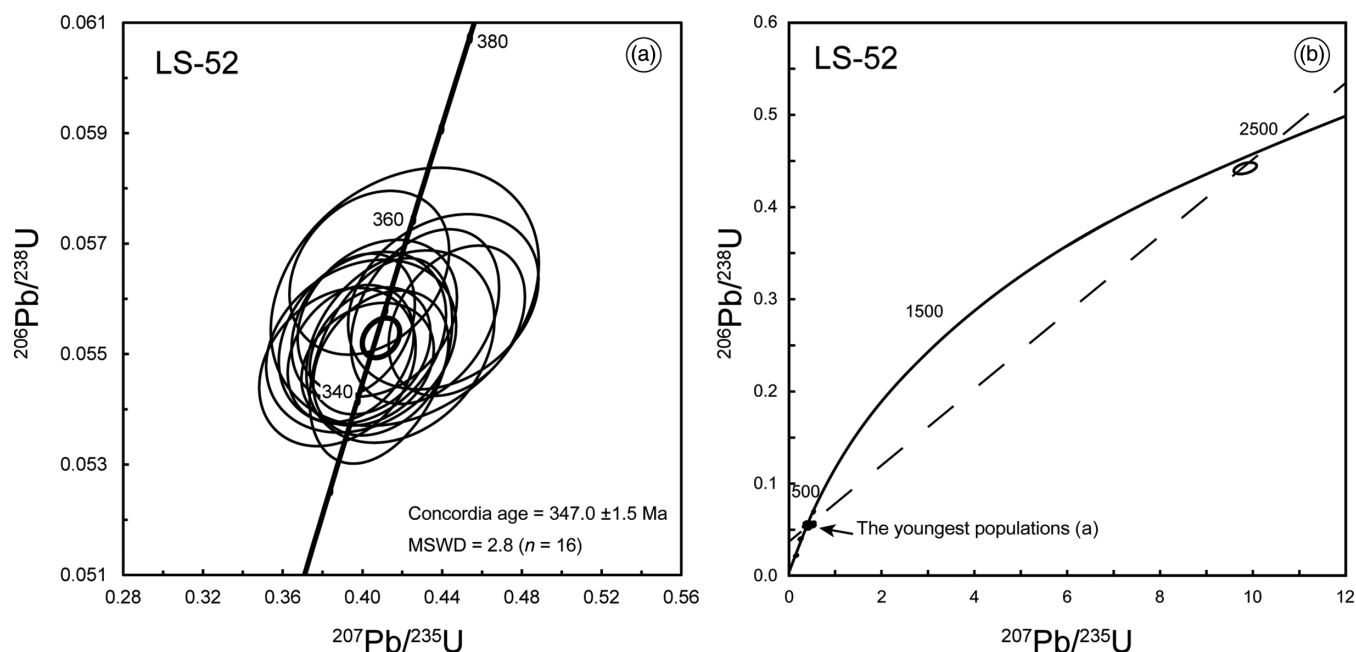 LS-52
(a)
0.061
0.059
0.057
0.055
0.053
0.051
206Pb/238U
380
360
340
Concordia age = 347.0 ±1.5 Ma
MSWD = 2.8 (n = 16)
0.28 0.32 0.36 0.40 0.44 0.48 0.52 0.56
207Pb/235U
LS-52
(b)
0.6
0.5
0.4
0.3
0.2
0.1
0.0
206Pb/238U
2500
1500
500
The youngest populations (a)
0 2 4 6 8 10 12
207Pb/235U